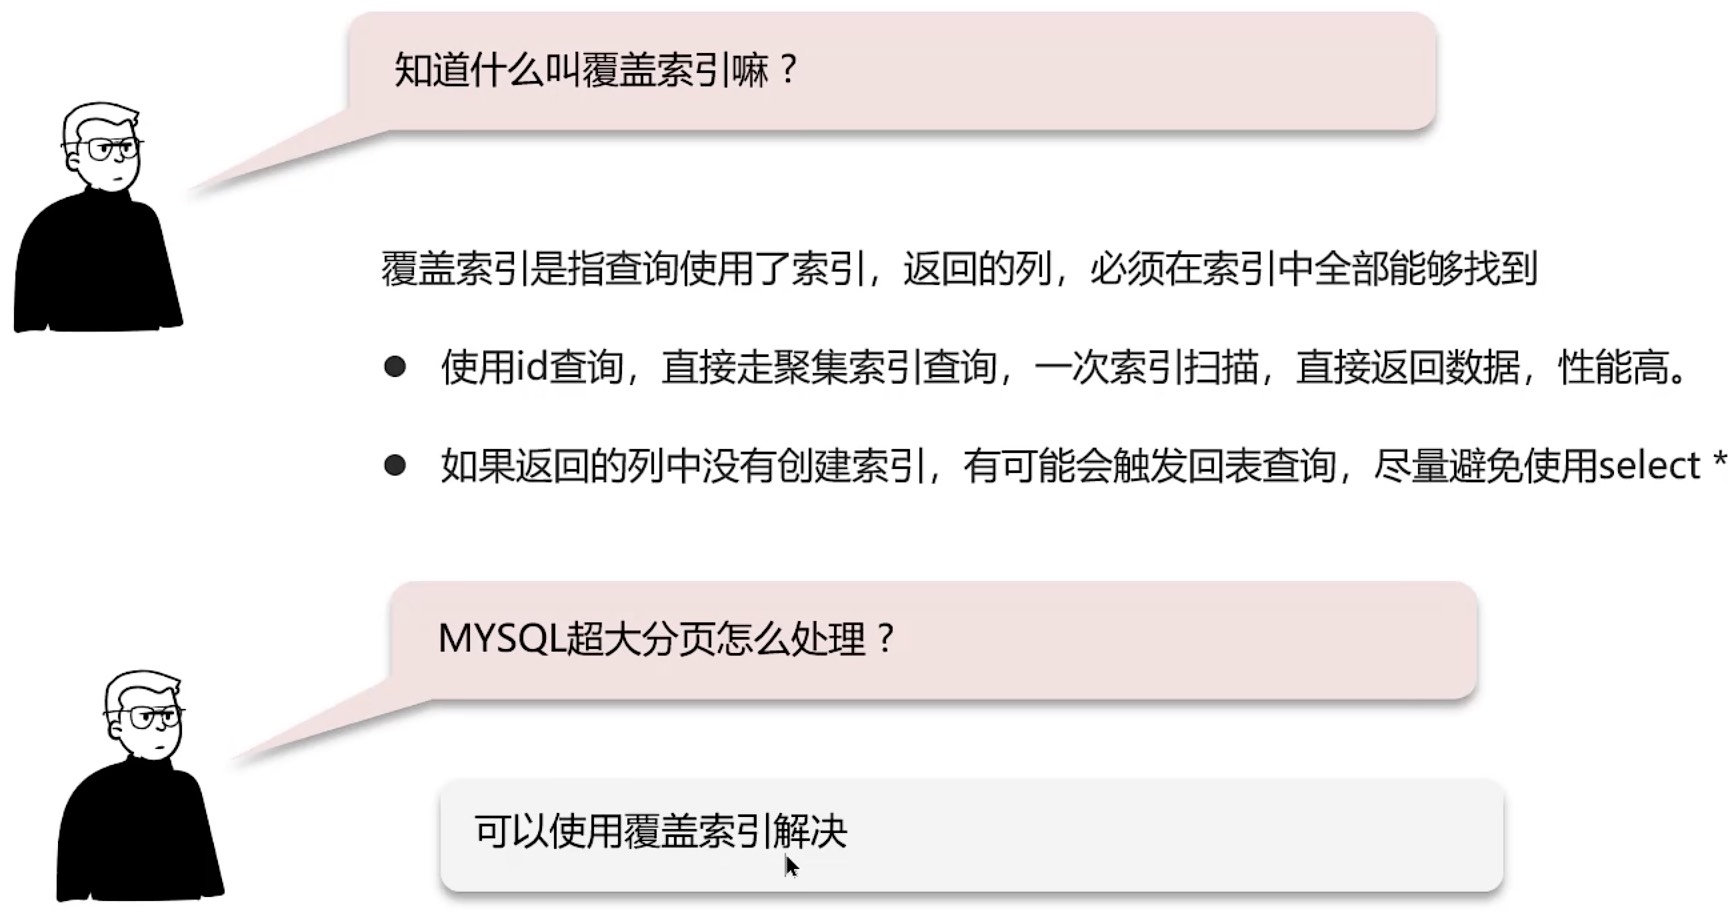 知道什么叫覆盖索引嘛？
覆盖索引是指查询使用了索引，返回的列，必须在索引中全部能够找到
● 使用id查询，直接走聚集索引查询，一次索引扫描，直接返回数据，性能高。
● 如果返回的列中没有创建索引，有可能会触发回表查询，尽量避免使用select *
MYSQL超大分页怎么处理？
可以使用覆盖索引解决